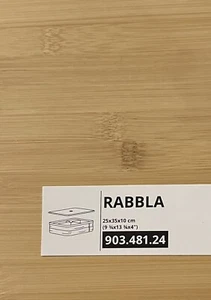 RABBLA
25x35x10 cm
(9 ¾x13 ¾x4")
903.481.24